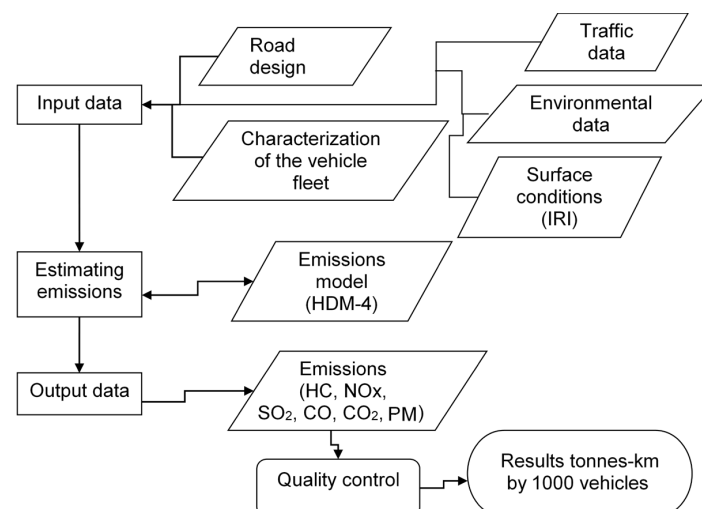 Road
design
Traffic
data
Input data
Environmental
data
Characterization
of the vehicle
fleet
Surface
conditions
(IRI)
Estimating
emissions
Emissions
model
(HDM-4)
Output data
Emissions
(HC, NOx,
SO₂, CO, CO₂, PM)
Quality control
Results tonnes-km
by 1000 vehicles